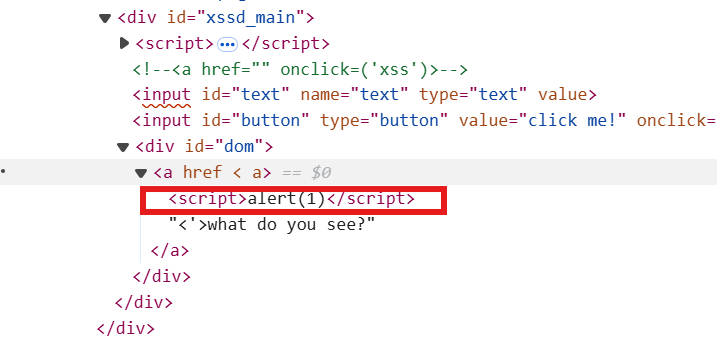 <div id="xssd_main">
<script>…</script>
<!--<a href="" onclick=('xss')>-->
<input id="text" name="text" type="text" value>
<input id="button" type="button" value="click me!" onclick=
<div id="dom">
<a href < a> == $0
<script>alert(1)</script>
"<'>what do you see?"
</a>
</div>
</div>
</div>